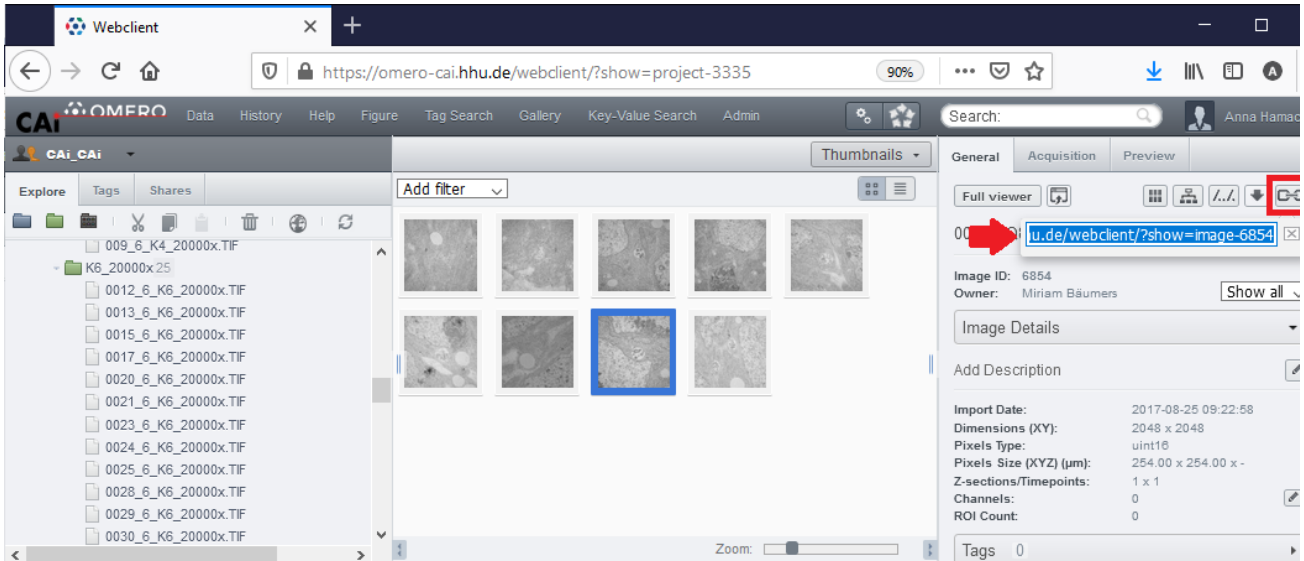 Webclient
https://omero-cai.hhu.de/webclient/?show=project-3335
90%
CAi OMERO Data History Help Figure Tag Search Gallery Key-Value Search Admin
Search:
Anna Hamac
CAi_CAi
Thumbnails
General Acquisition Preview
Explore Tags Shares
Add filter
Full viewer
hu.de/webclient/?show=image-6854
009_6_K4_20000x.TIF
K6_20000x 25
0012_6_K6_20000x.TIF
0013_6_K6_20000x.TIF
0015_6_K6_20000x.TIF
0017_6_K6_20000x.TIF
0020_6_K6_20000x.TIF
0021_6_K6_20000x.TIF
0023_6_K6_20000x.TIF
0024_6_K6_20000x.TIF
0025_6_K6_20000x.TIF
0028_6_K6_20000x.TIF
0029_6_K6_20000x.TIF
0030_6_K6_20000x.TIF
Zoom:
Image ID: 6854
Owner: Miriam Bäumers
Show all
Image Details
Add Description
Import Date: 2017-08-25 09:22:58
Dimensions (XY): 2048 x 2048
Pixels Type: uint16
Pixels Size (XYZ) (µm): 254.00 x 254.00 x -
Z-sections/Timepoints: 1 x 1
Channels: 0
ROI Count: 0
Tags 0